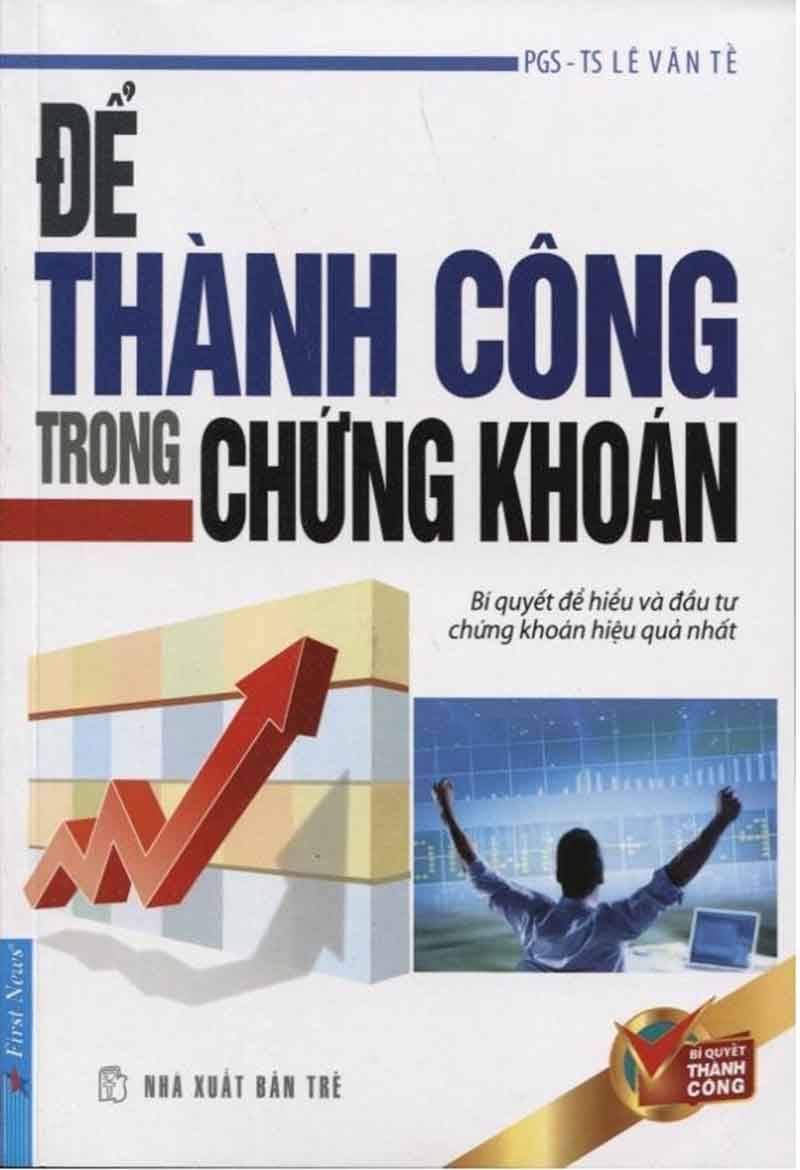 PGS - TS LÊ VĂN TỀ
ĐỂ
THÀNH CÔNG
TRONG CHỨNG KHOÁN
Bí quyết để hiểu và đầu tư
chứng khoán hiệu quả nhất
First News
NHÀ XUẤT BẢN TRẺ
BÍ QUYẾT
THÀNH
CÔNG